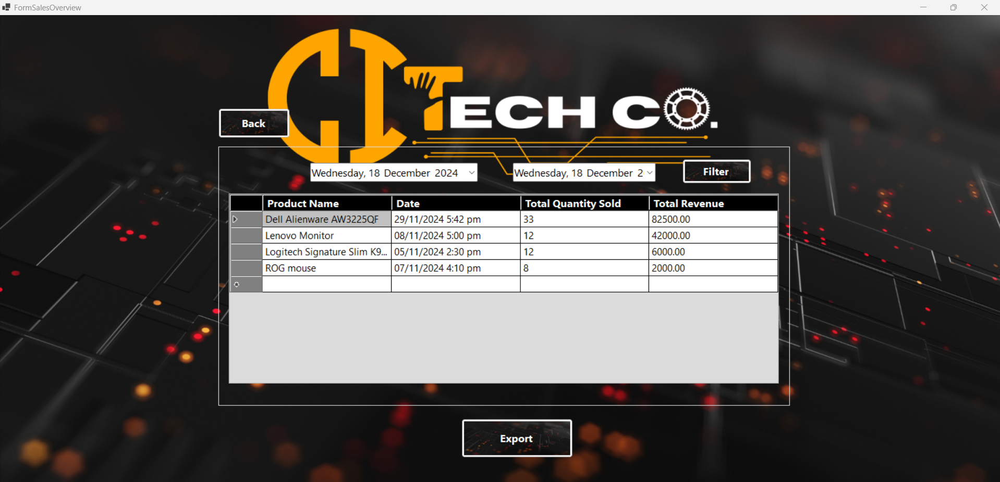 FormSalesOverview
CITECH CO.
Back
Wednesday, 18 December 2024 Wednesday, 18 December 2 Filter
Product Name Date Total Quantity Sold Total Revenue
Dell Alienware AW3225QF 29/11/2024 5:42 pm 33 82500.00
Lenovo Monitor 08/11/2024 5:00 pm 12 42000.00
Logitech Signature Slim K9... 05/11/2024 2:30 pm 12 6000.00
ROG mouse 07/11/2024 4:10 pm 8 2000.00
Export